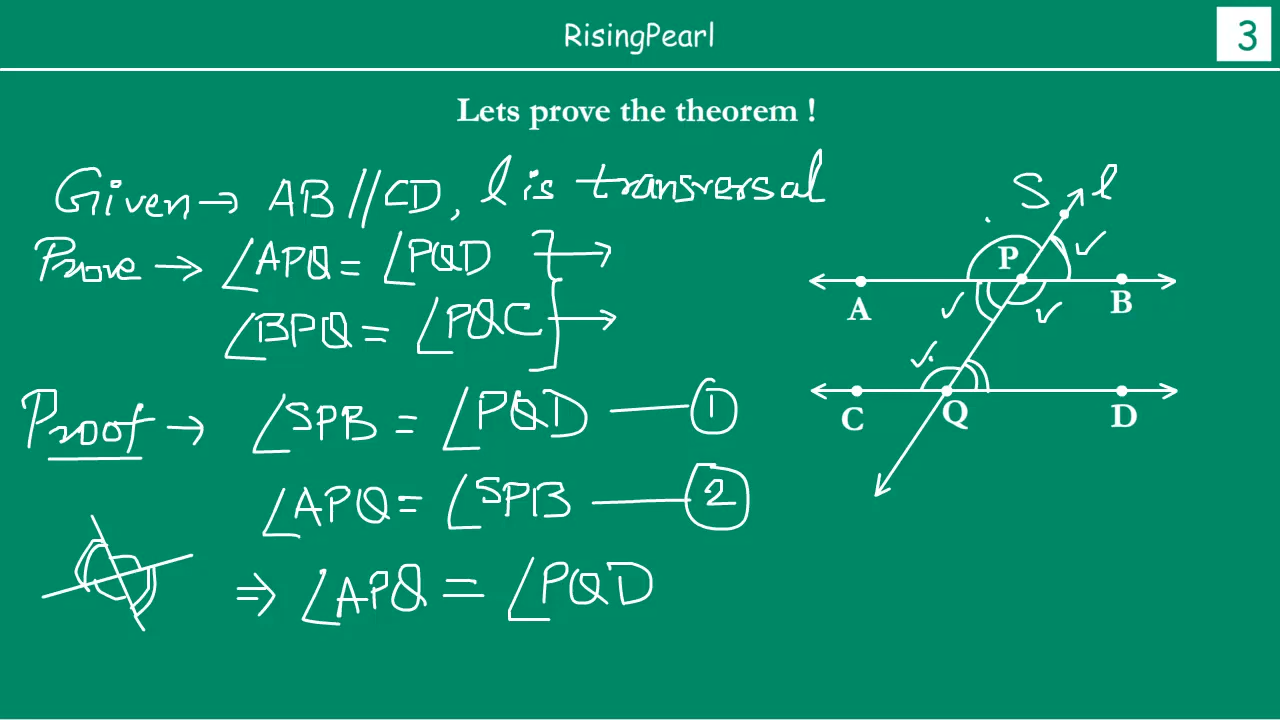 RisingPearl
3
Lets prove the theorem !
Given → AB // CD, l is transversal
Prove → ∠APQ = ∠PQD } →
∠BPQ = ∠PQC } →
Proof → ∠SPB = ∠PQD — ①
∠APQ = ∠SPB — ②
⇒ ∠APQ = ∠PQD
S l
P
A B
C Q D